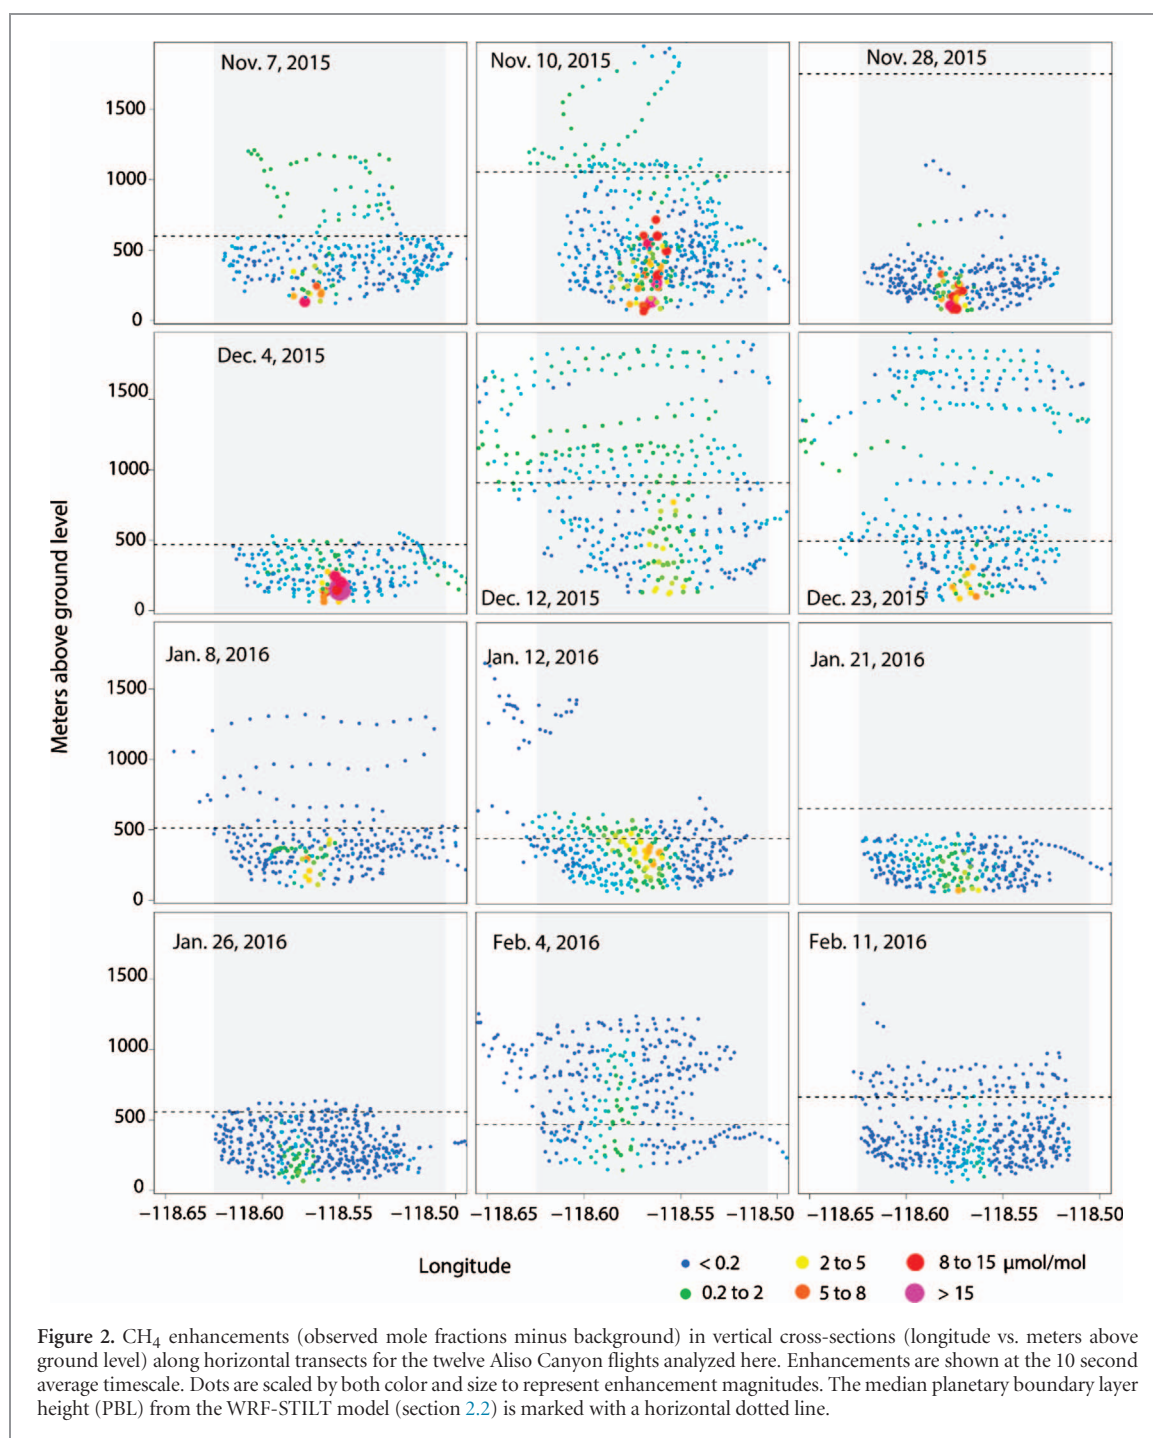 Nov. 7, 2015
Nov. 10, 2015
Nov. 28, 2015
1500
1000
500
0
Dec. 4, 2015
Dec. 12, 2015
Dec. 23, 2015
1500
1000
500
0
Meters above ground level
Jan. 8, 2016
Jan. 12, 2016
Jan. 21, 2016
1500
1000
500
0
Jan. 26, 2016
Feb. 4, 2016
Feb. 11, 2016
1500
1000
500
0
−118.65 −118.60 −118.55 −118.50 −118.65 −118.60 −118.55 −118.50 −118.65 −118.60 −118.55 −118.50
Longitude
< 0.2 2 to 5 8 to 15 µmol/mol
0.2 to 2 5 to 8 > 15
Figure 2. CH4 enhancements (observed mole fractions minus background) in vertical cross-sections (longitude vs. meters above
ground level) along horizontal transects for the twelve Aliso Canyon flights analyzed here. Enhancements are shown at the 10 second
average timescale. Dots are scaled by both color and size to represent enhancement magnitudes. The median planetary boundary layer
height (PBL) from the WRF-STILT model (section 2.2) is marked with a horizontal dotted line.